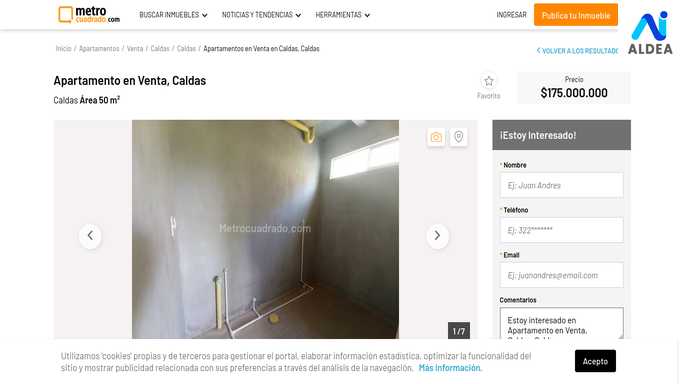 metro
cuadrado.com
BUSCAR INMUEBLES
NOTICIAS Y TENDENCIAS
HERRAMIENTAS
INGRESAR
Publica tu Inmueble
ALDEA
Inicio / Apartamentos / Venta / Caldas / Caldas / Apartamentos en Venta en Caldas, Caldas
VOLVER A LOS RESULTAD
Apartamento en Venta, Caldas
Caldas Área 50 m²
Favorito
Precio
$175.000.000
Metrocuadrado.com
1 / 7
¡Estoy Interesado!
* Nombre
Ej: Juan Andres
* Teléfono
Ej: 322*******
* Email
Ej: juanandres@email.com
Comentarios
Estoy interesado en
Apartamento en Venta,
Utilizamos 'cookies' propias y de terceros para gestionar el portal, elaborar información estadística, optimizar la funcionalidad del
sitio y mostrar publicidad relacionada con sus preferencias a través del análisis de la navegación. Más información.
Acepto